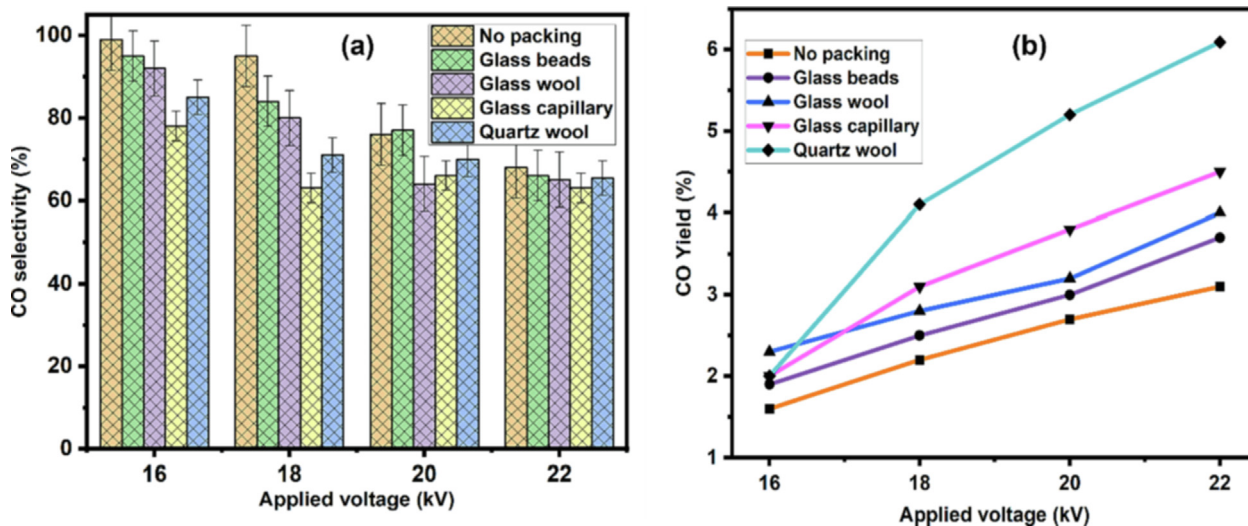 (a)
No packing
Glass beads
Glass wool
Glass capillary
Quartz wool
100
80
60
40
20
0
CO selectivity (%)
16 18 20 22
Applied voltage (kV)
(b)
No packing
Glass beads
Glass wool
Glass capillary
Quartz wool
6
5
4
3
2
1
CO Yield (%)
16 18 20 22
Applied voltage (kV)